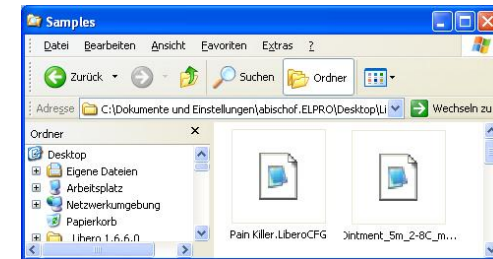 Samples
Datei Bearbeiten Ansicht Favoriten Extras ?
Zurück Suchen Ordner
Adresse C:\Dokumente und Einstellungen\abischof.ELPRO\Desktop\Li Wechseln zu
Ordner x
Desktop
Eigene Dateien
Arbeitsplatz
Netzwerkumgebung
Papierkorb
Libero 1.6.6.0
Pain Killer.LiberoCFG
ointment_5m_2-8C_m...